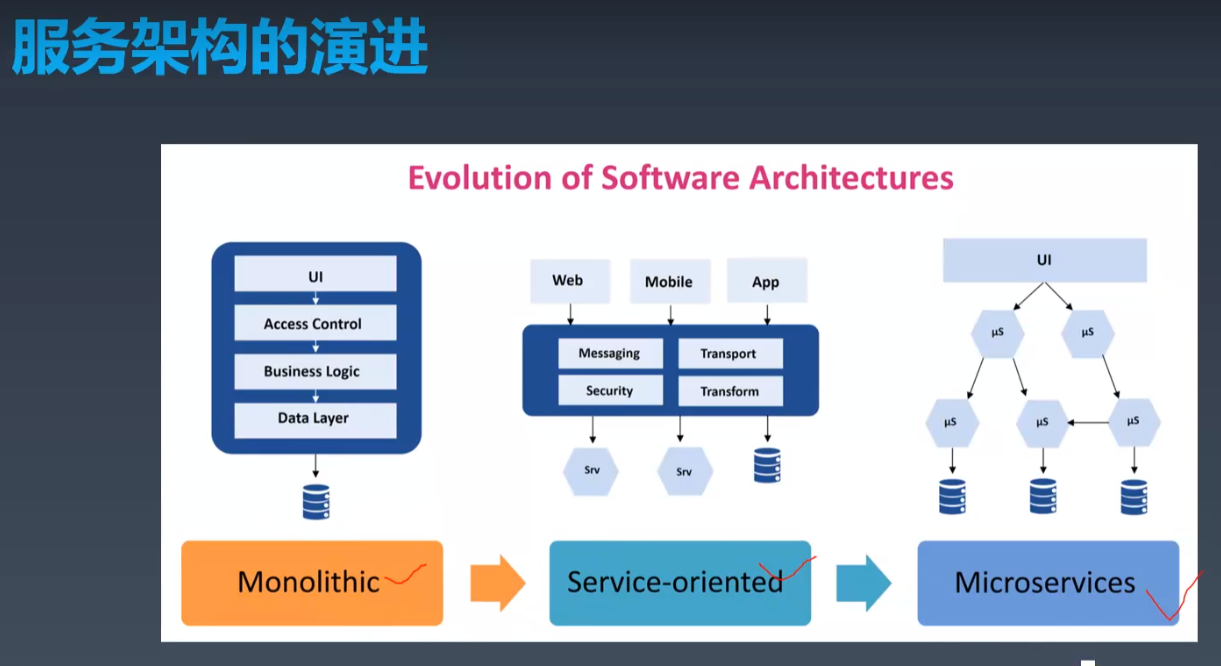 服务架构的演进
Evolution of Software Architectures
UI
Access Control
Business Logic
Data Layer
Monolithic
Web
Mobile
App
Messaging
Transport
Security
Transform
Srv
Srv
Service-oriented
UI
μS
μS
μS
μS
μS
Microservices